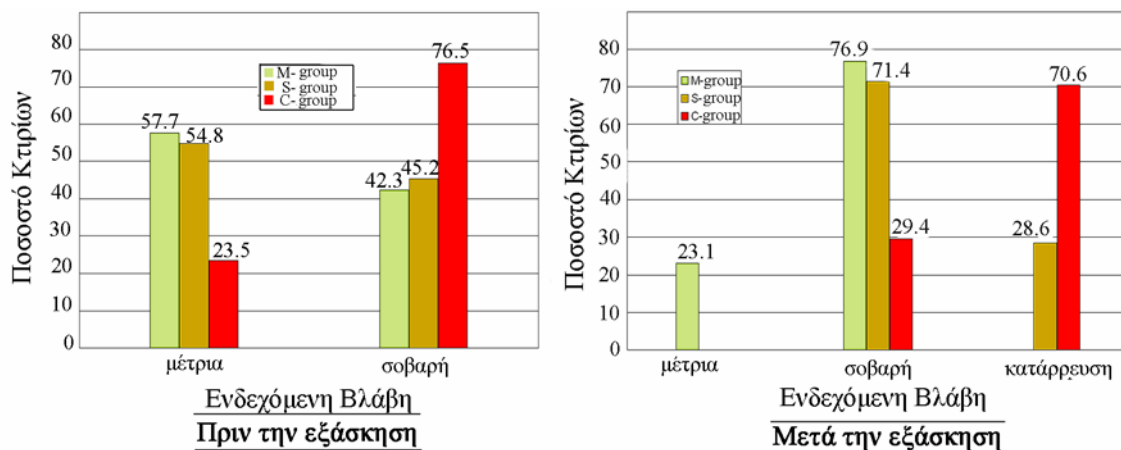 Ποσοστό Κτιρίων
80
70
60
50
40
30
20
10
0
M- group
S- group
C- group
57.7
54.8
23.5
42.3
45.2
76.5
μέτρια
σοβαρή
Ενδεχόμενη Βλάβη
Πριν την εξάσκηση
Ποσοστό Κτιρίων
80
70
60
50
40
30
20
10
0
M-group
S-group
C-group
23.1
76.9
71.4
29.4
28.6
70.6
μέτρια
σοβαρή
κατάρρευση
Ενδεχόμενη Βλάβη
Μετά την εξάσκηση